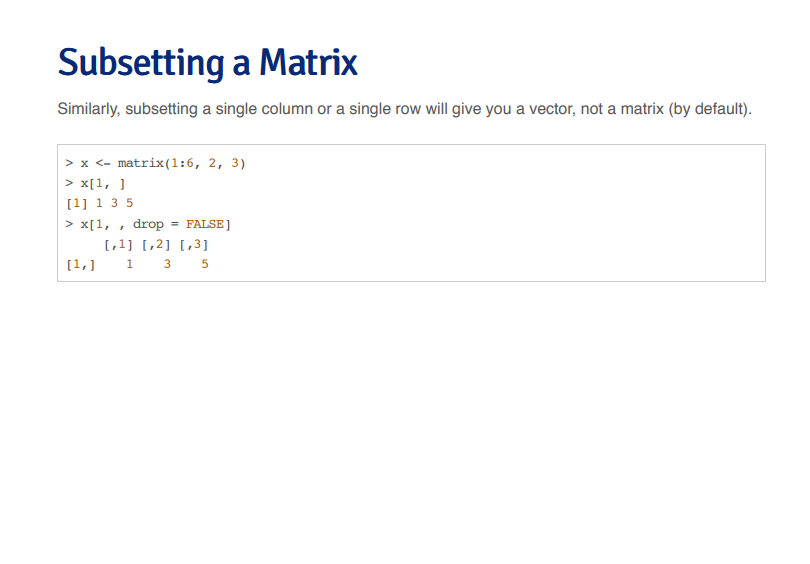 Subsetting a Matrix
Similarly, subsetting a single column or a single row will give you a vector, not a matrix (by default).
> x <- matrix(1:6, 2, 3)
> x[1, ]
[1] 1 3 5
> x[1, , drop = FALSE]
     [,1] [,2] [,3]
[1,]    1    3    5